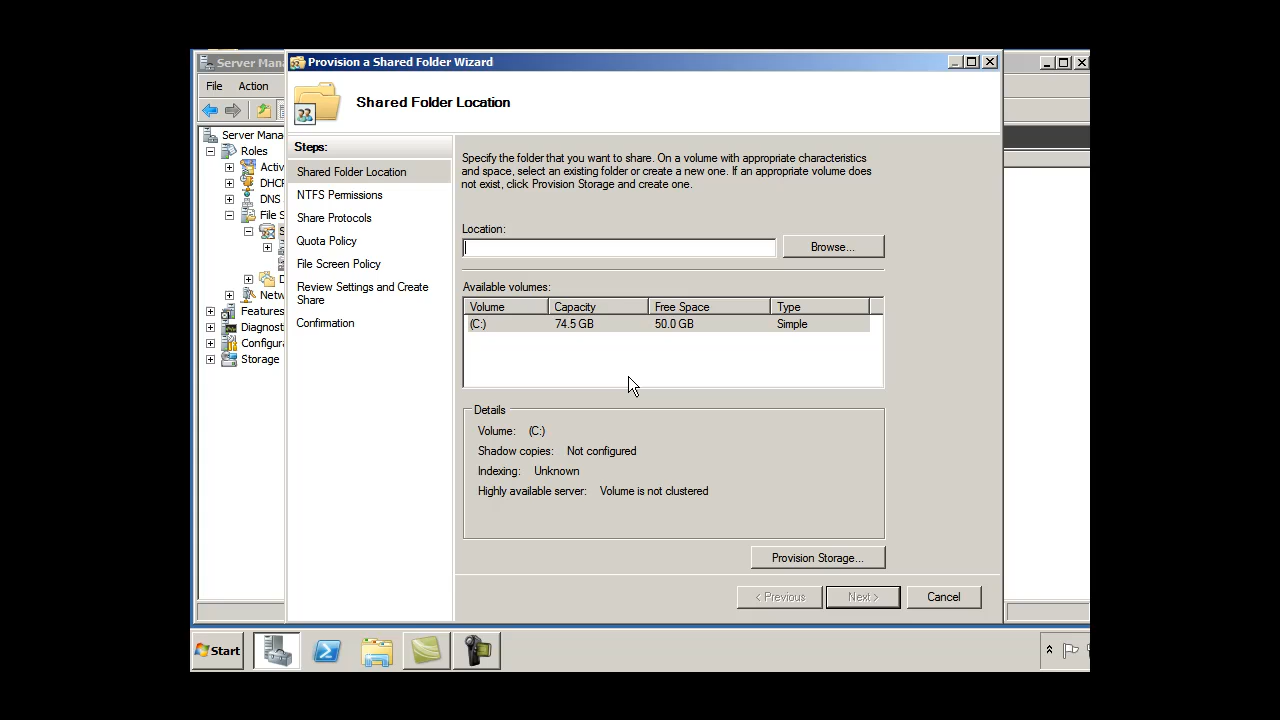 Server Mana
Provision a Shared Folder Wizard
File Action
Shared Folder Location
Server Mana
Roles
Activ
DHCP
DNS
File S
S
D
Netw
Features
Diagnost
Configura
Storage
Steps:
Shared Folder Location
NTFS Permissions
Share Protocols
Quota Policy
File Screen Policy
Review Settings and Create
Share
Confirmation
Specify the folder that you want to share. On a volume with appropriate characteristics
and space, select an existing folder or create a new one. If an appropriate volume does
not exist, click Provision Storage and create one.
Location:
Browse...
Available volumes:
Volume Capacity Free Space Type
(C:) 74.5 GB 50.0 GB Simple
Details
Volume: (C:)
Shadow copies: Not configured
Indexing: Unknown
Highly available server: Volume is not clustered
Provision Storage...
< Previous Next > Cancel
Start